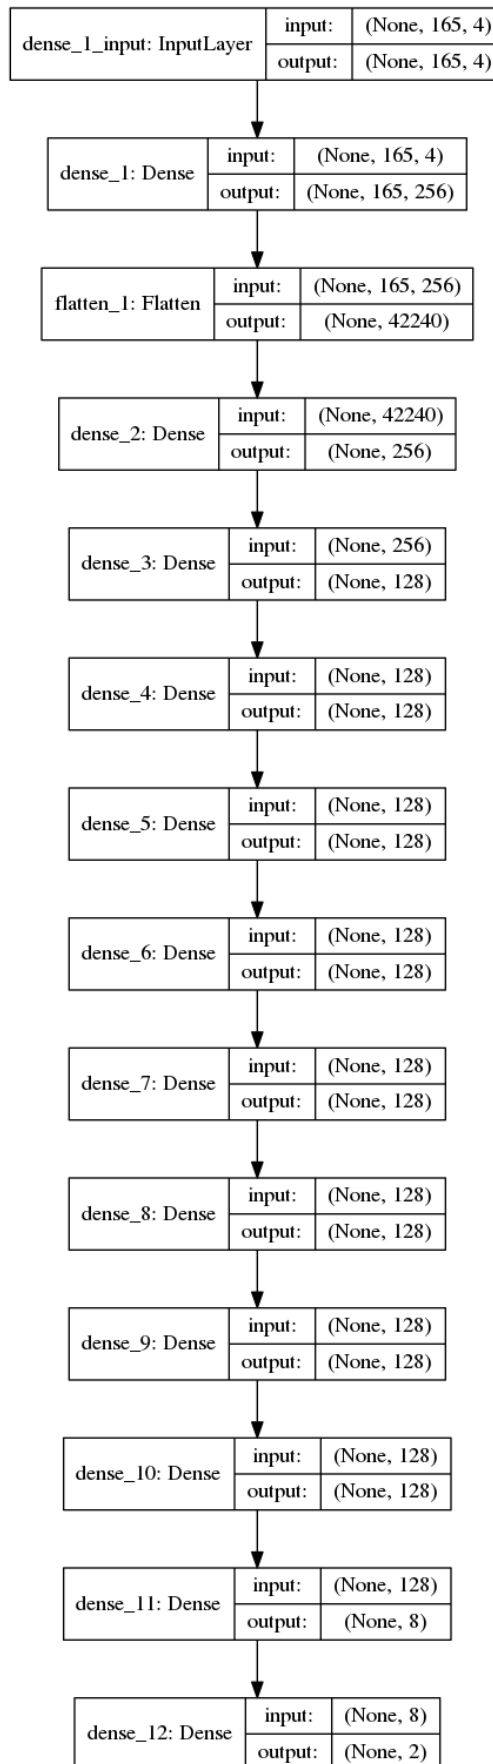 dense_1_input: InputLayer input: (None, 165, 4)
output: (None, 165, 4)
dense_1: Dense input: (None, 165, 4)
output: (None, 165, 256)
flatten_1: Flatten input: (None, 165, 256)
output: (None, 42240)
dense_2: Dense input: (None, 42240)
output: (None, 256)
dense_3: Dense input: (None, 256)
output: (None, 128)
dense_4: Dense input: (None, 128)
output: (None, 128)
dense_5: Dense input: (None, 128)
output: (None, 128)
dense_6: Dense input: (None, 128)
output: (None, 128)
dense_7: Dense input: (None, 128)
output: (None, 128)
dense_8: Dense input: (None, 128)
output: (None, 128)
dense_9: Dense input: (None, 128)
output: (None, 128)
dense_10: Dense input: (None, 128)
output: (None, 128)
dense_11: Dense input: (None, 128)
output: (None, 8)
dense_12: Dense input: (None, 8)
output: (None, 2)